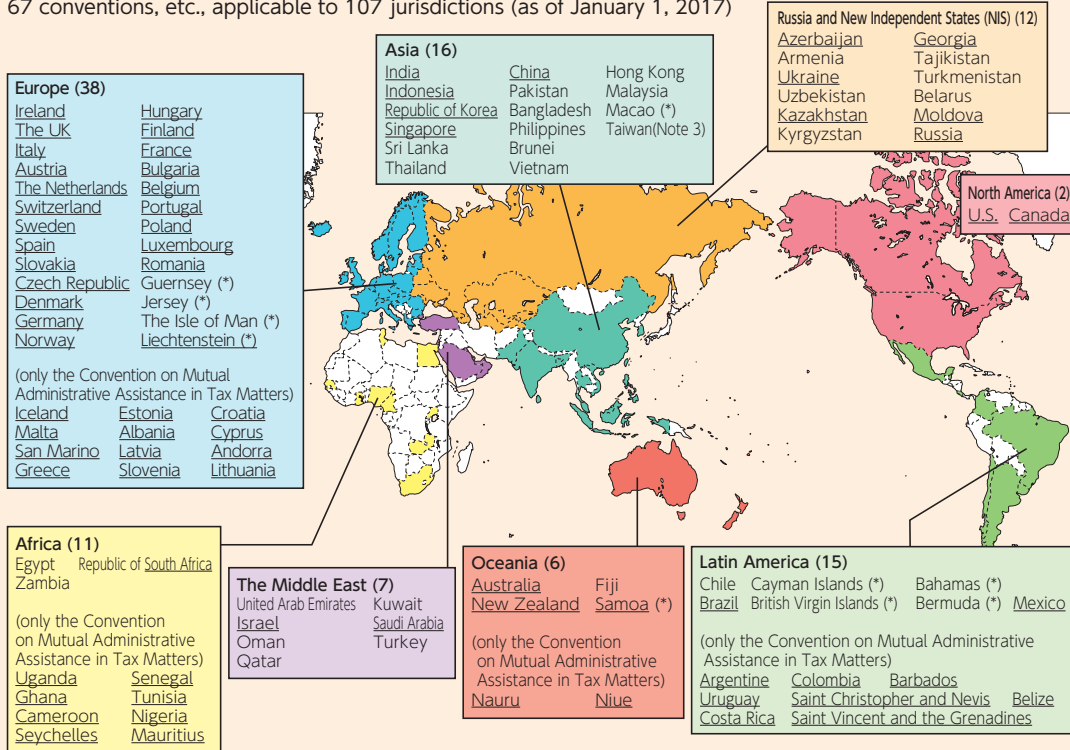 67 conventions, etc., applicable to 107 jurisdictions (as of January 1, 2017)
Europe (38)
Ireland Hungary
The UK Finland
Italy France
Austria Bulgaria
The Netherlands Belgium
Switzerland Portugal
Sweden Poland
Spain Luxembourg
Slovakia Romania
Czech Republic Guernsey (*)
Denmark Jersey (*)
Germany The Isle of Man (*)
Norway Liechtenstein (*)
(only the Convention on Mutual
Administrative Assistance in Tax Matters)
Iceland Estonia Croatia
Malta Albania Cyprus
San Marino Latvia Andorra
Greece Slovenia Lithuania
Asia (16)
India China Hong Kong
Indonesia Pakistan Malaysia
Republic of Korea Bangladesh Macao (*)
Singapore Philippines Taiwan(Note 3)
Sri Lanka Brunei
Thailand Vietnam
Russia and New Independent States (NIS) (12)
Azerbaijan Georgia
Armenia Tajikistan
Ukraine Turkmenistan
Uzbekistan Belarus
Kazakhstan Moldova
Kyrgyzstan Russia
North America (2)
U.S. Canada
Africa (11)
Egypt Republic of South Africa
Zambia
(only the Convention
on Mutual Administrative
Assistance in Tax Matters)
Uganda Senegal
Ghana Tunisia
Cameroon Nigeria
Seychelles Mauritius
The Middle East (7)
United Arab Emirates Kuwait
Israel Saudi Arabia
Oman Turkey
Qatar
Oceania (6)
Australia Fiji
New Zealand Samoa (*)
(only the Convention
on Mutual Administrative
Assistance in Tax Matters)
Nauru Niue
Latin America (15)
Chile Cayman Islands (*) Bahamas (*)
Brazil British Virgin Islands (*) Bermuda (*) Mexico
(only the Convention on Mutual Administrative
Assistance in Tax Matters)
Argentine Colombia Barbados
Uruguay Saint Christopher and Nevis Belize
Costa Rica Saint Vincent and the Grenadines